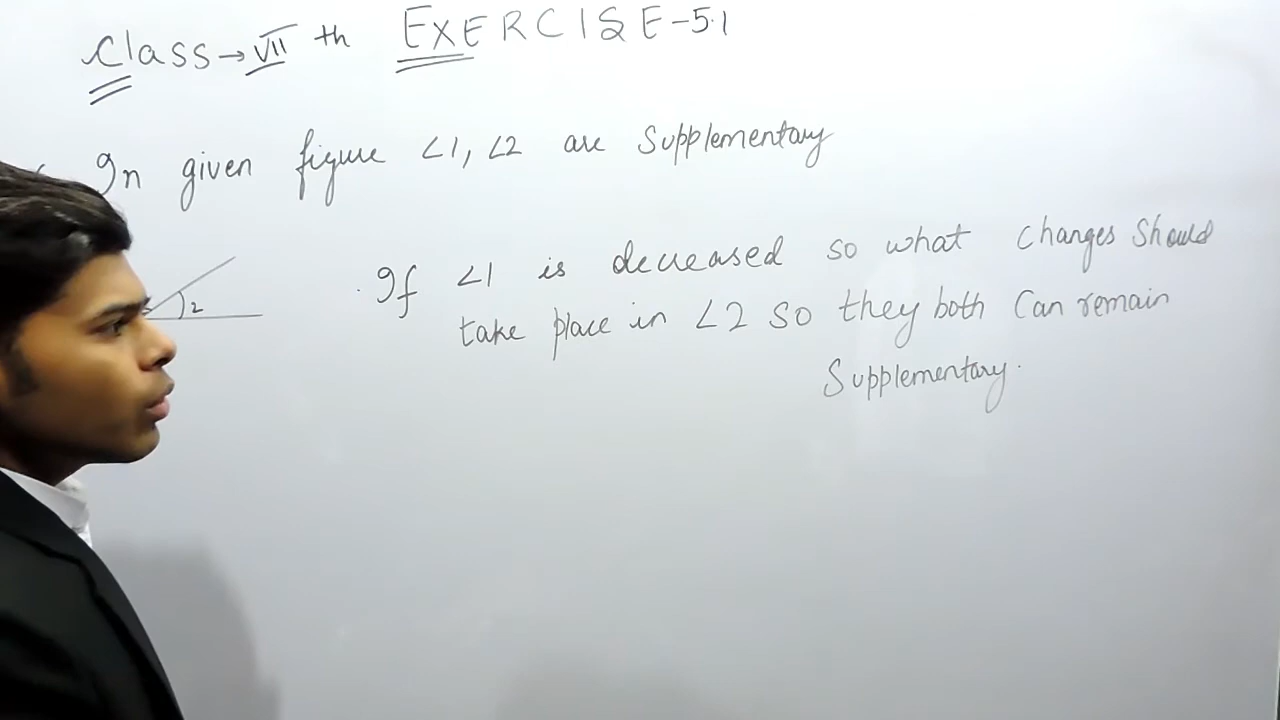 Class → VII th EXERCISE-5.1
In given figure ∠1, ∠2 are Supplementary
2
If ∠1 is decreased so what changes should
take place in ∠2 so they both can remain
Supplementary.